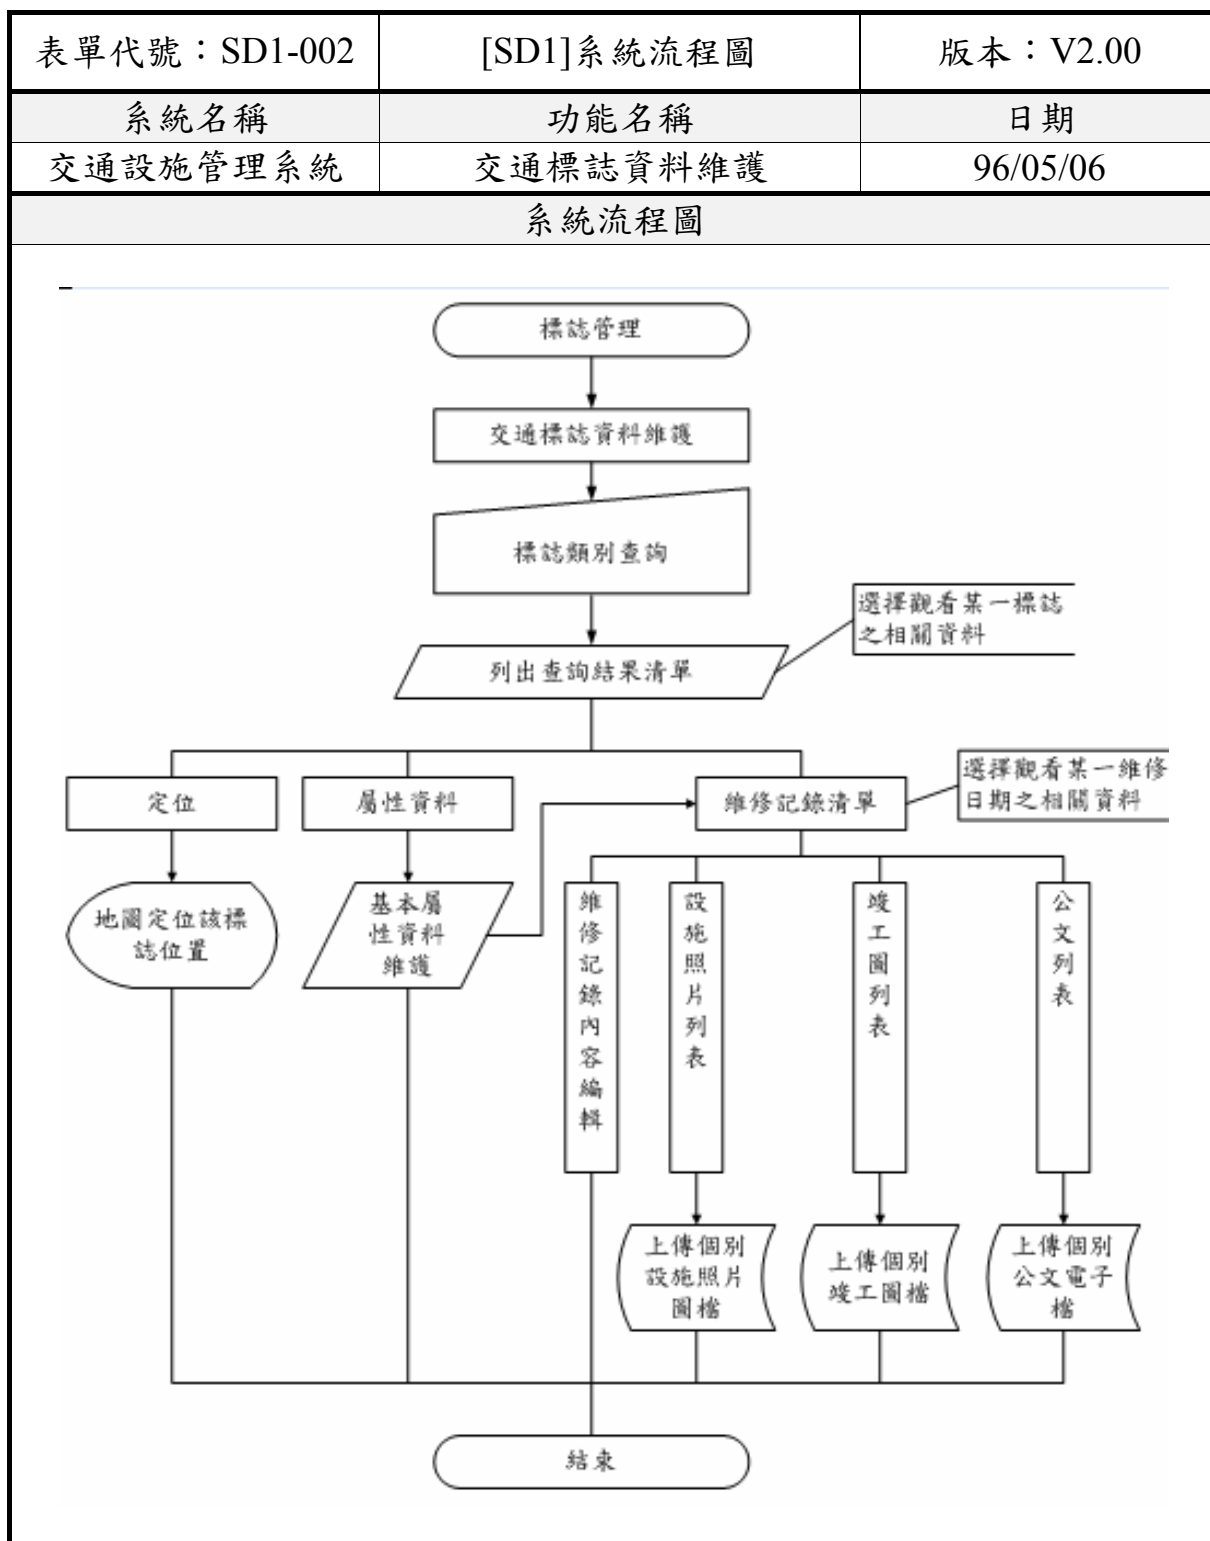 表單代號：SD1-002
[SD1]系統流程圖
版本：V2.00
系統名稱
功能名稱
日期
交通設施管理系統
交通標誌資料維護
96/05/06
系統流程圖
標誌管理
交通標誌資料維護
標誌類別查詢
選擇觀看某一標誌
之相關資料
列出查詢結果清單
定位
屬性資料
維修記錄清單
選擇觀看某一維修
日期之相關資料
地圖定位該標
誌位置
基本屬
性資料
維護
維修記錄內容編輯
設施照片列表
竣工圖列表
公文列表
上傳個別
設施照片
圖檔
上傳個別
竣工圖檔
上傳個別
公文電子
檔
結束